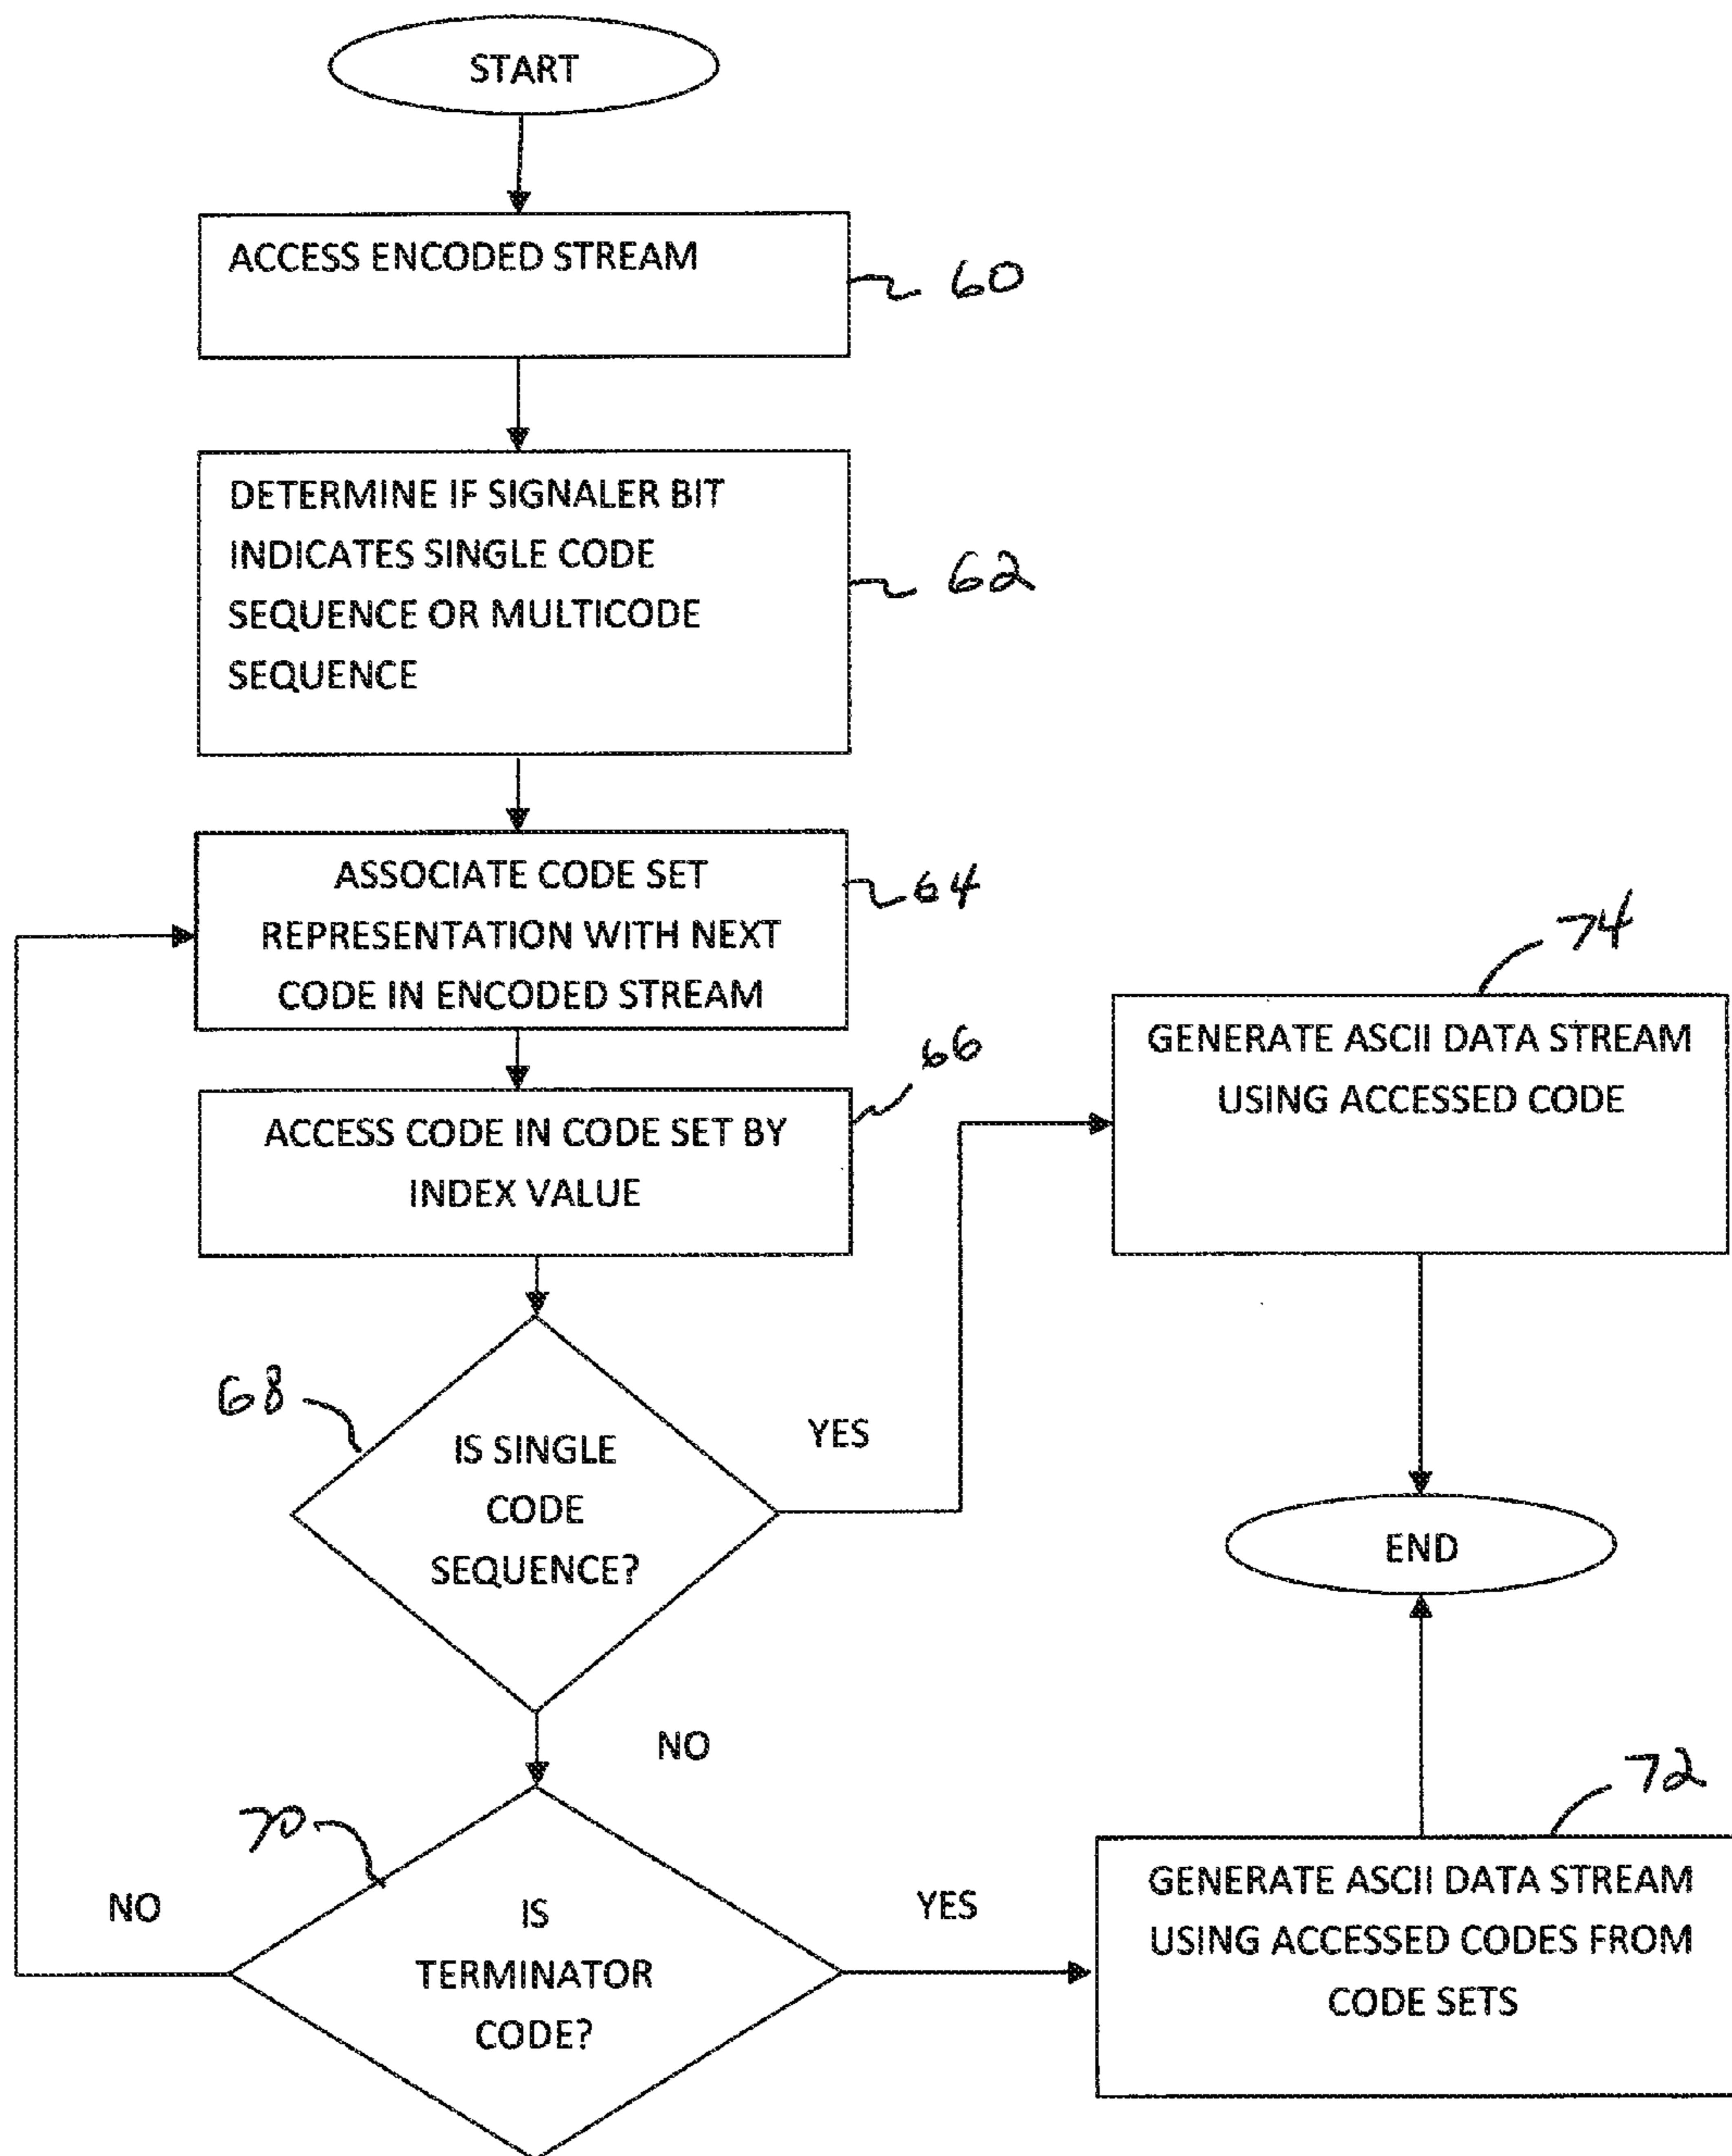 START
ACCESS ENCODED STREAM
60
DETERMINE IF SIGNALER BIT
INDICATES SINGLE CODE
SEQUENCE OR MULTICODE
SEQUENCE
62
ASSOCIATE CODE SET
REPRESENTATION WITH NEXT
CODE IN ENCODED STREAM
64
ACCESS CODE IN CODE SET BY
INDEX VALUE
66
74
GENERATE ASCII DATA STREAM
USING ACCESSED CODE
68
IS SINGLE
CODE
SEQUENCE?
YES
END
NO
70
IS
TERMINATOR
CODE?
NO
YES
72
GENERATE ASCII DATA STREAM
USING ACCESSED CODES FROM
CODE SETS